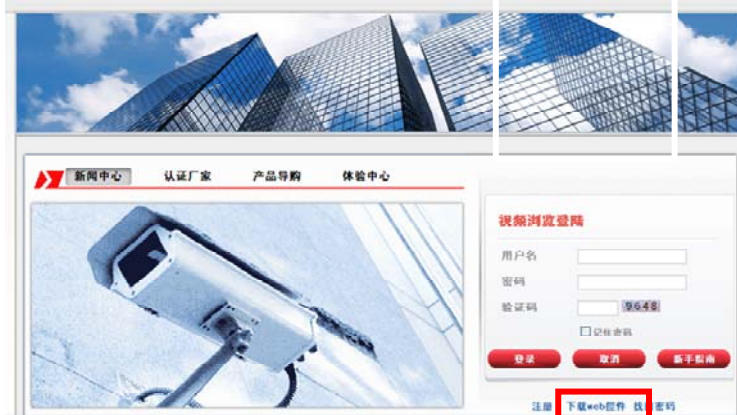 新闻中心 认证厂家 产品导购 体验中心
视频浏览登陆
用户名
密码
验证码 9648
记住密码
登录 取消 新手指南
注册 下载web控件 找回密码